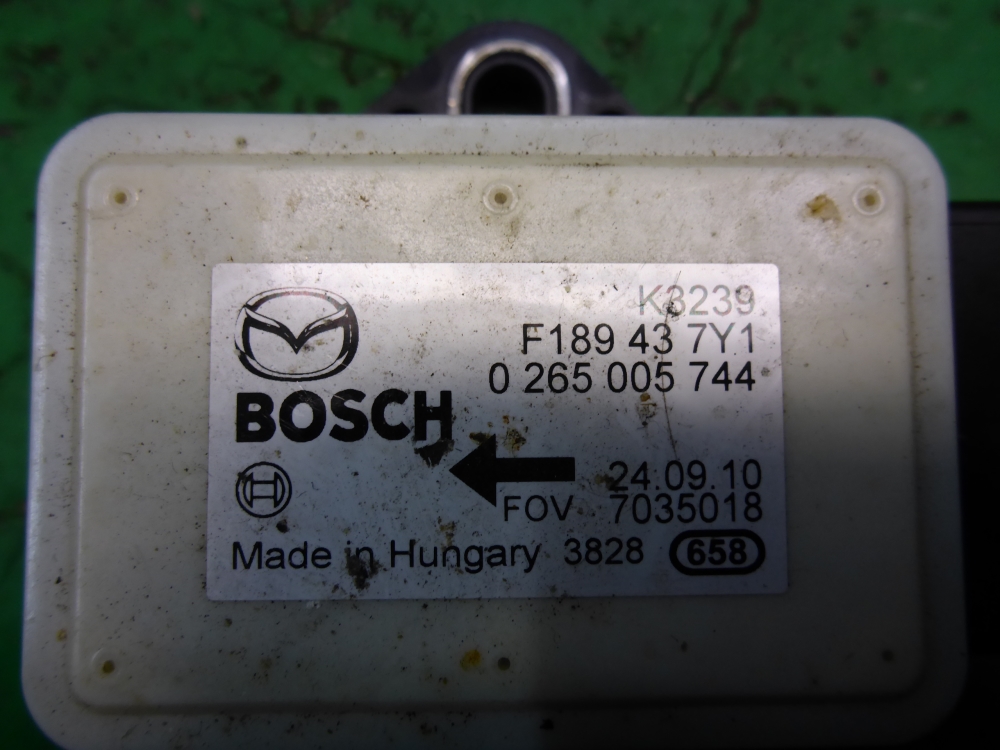 K3239
F189 43 7Y1
0 265 005 744
BOSCH
24.09.10
FOV 7035018
Made in Hungary 3828 658